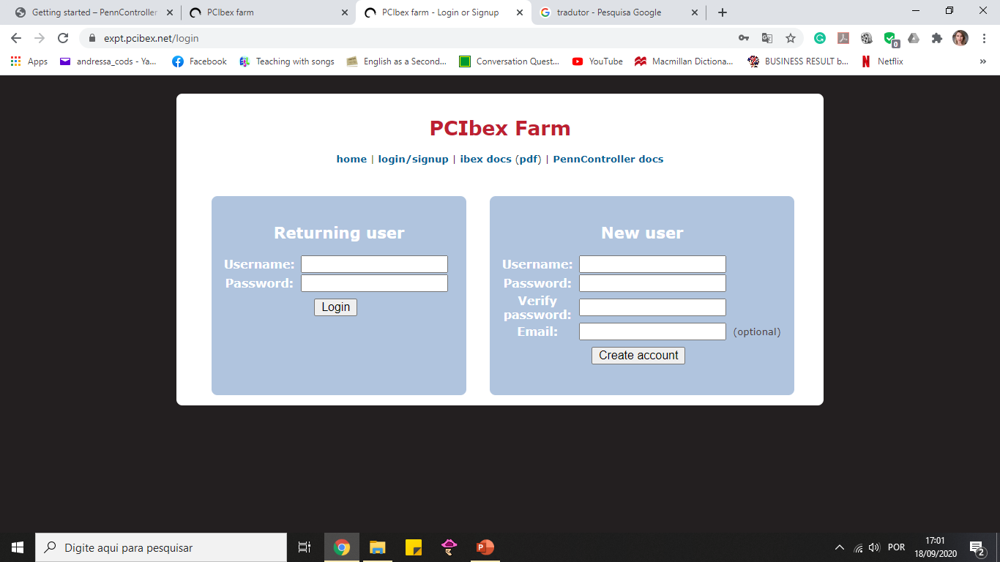 Getting started – PennController
PCIbex farm
PCIbex farm - Login or Signup
tradutor - Pesquisa Google
expt.pcibex.net/login
0
Apps
andressa_cods - Ya...
Facebook
Teaching with songs
English as a Second...
Conversation Quest...
YouTube
Macmillan Dictiona...
BUSINESS RESULT b...
Netflix
»
PCIbex Farm
home | login/signup | ibex docs (pdf) | PennController docs
Returning user
Username:
Password:
Login
New user
Username:
Password:
Verify
password:
Email:
(optional)
Create account
Digite aqui para pesquisar
POR
17:01
18/09/2020
2